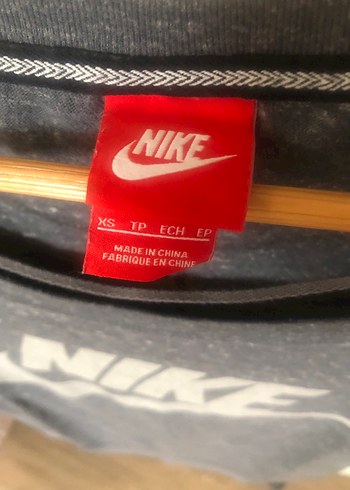 NIKE
XS TP ECH EP
MADE IN CHINA
FABRIQUE EN CHINE
NIKE